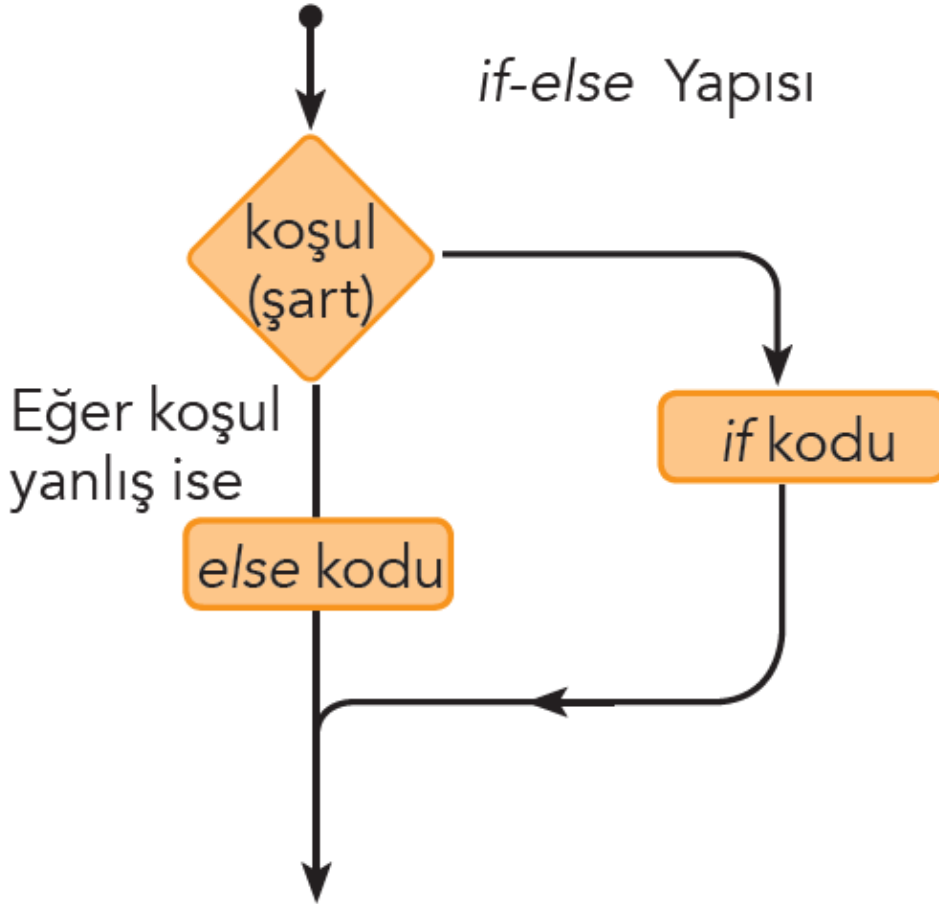 if-else Yapısı
koşul
(şart)
Eğer koşul
yanlış ise
if kodu
else kodu